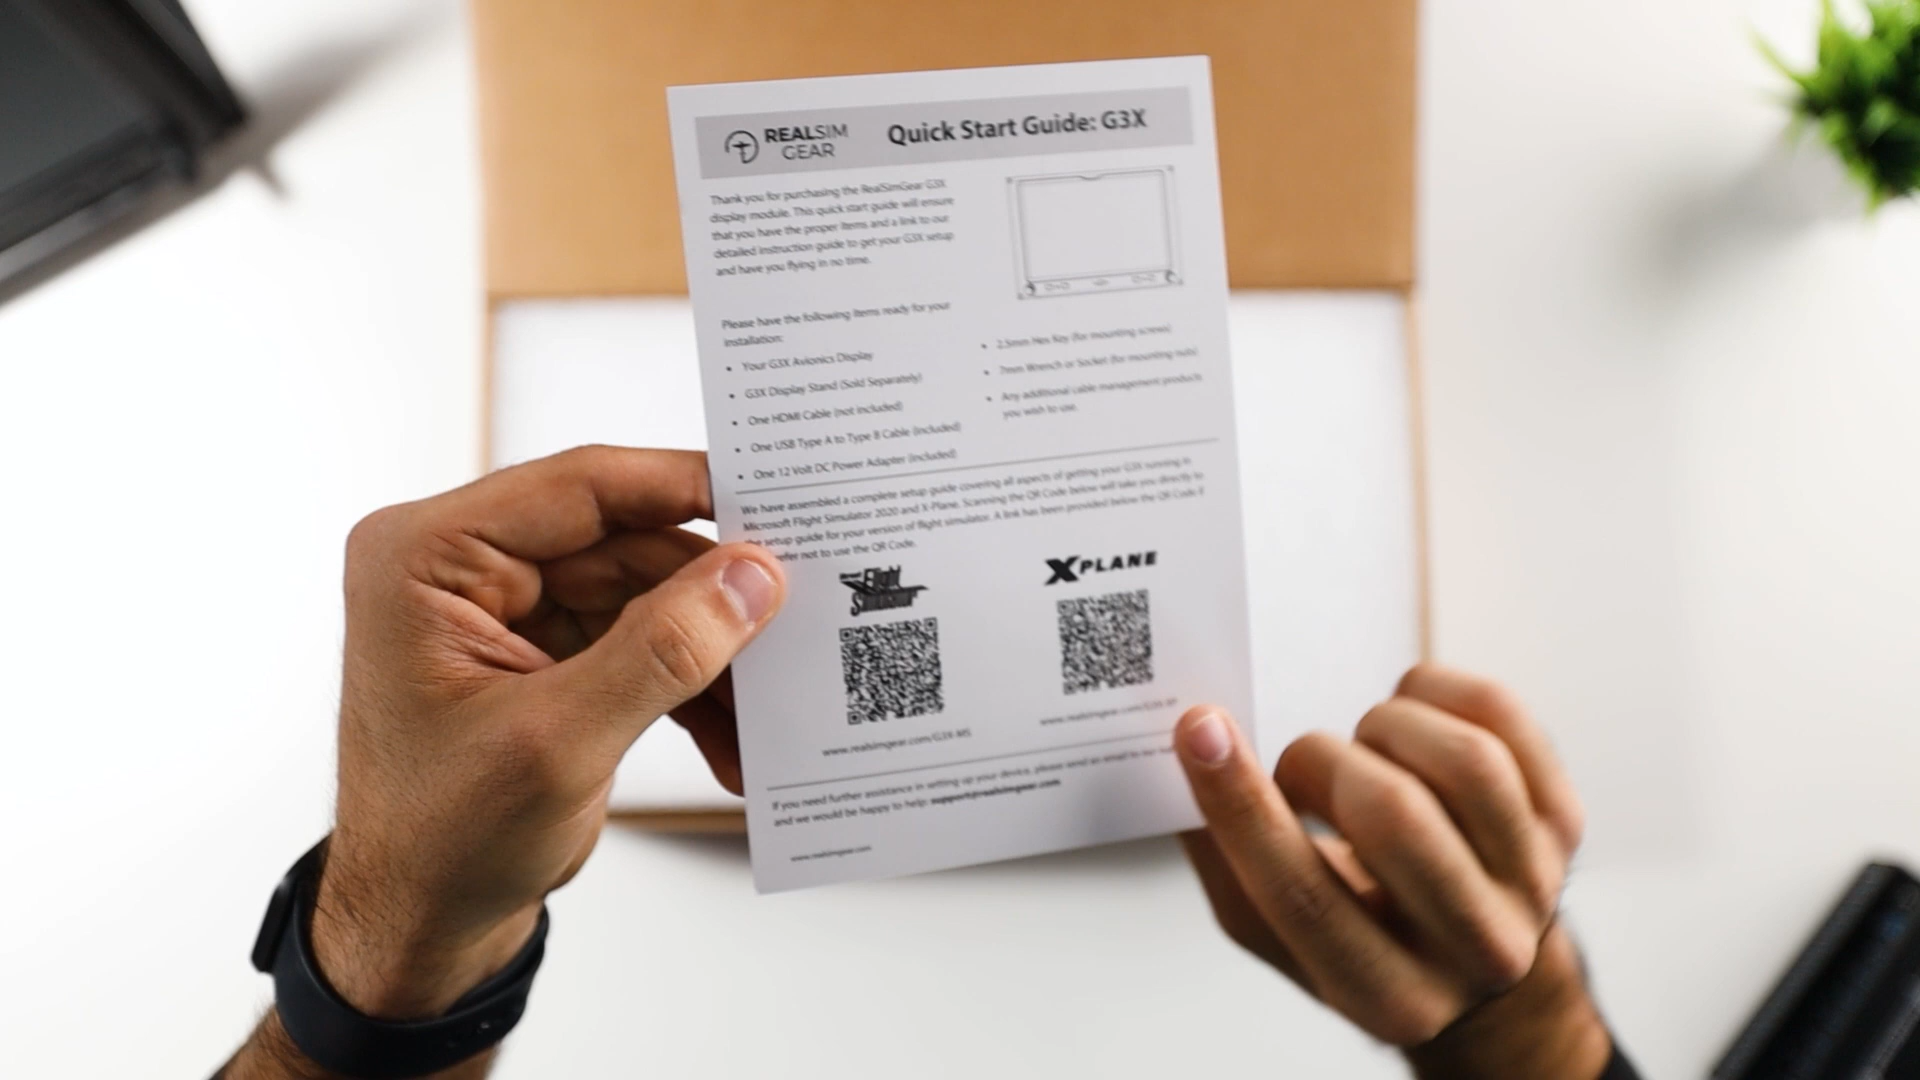 REALSIM
GEAR
Quick Start Guide: G3X
Thank you for purchasing the RealSimGear G3X
display module. This quick start guide will ensure
that you have the proper items and a link to our
detailed instruction guide to get your G3X setup
and have you flying in no time.
Please have the following items ready for your
installation:
• Your G3X Avionics Display
• G3X Display Stand (Sold Separately)
• One HDMI Cable (not included)
• One USB Type A to Type B Cable (included)
• One 12 Volt DC Power Adapter (included)
• 2.5mm Hex Key (for mounting screws)
• 7mm Wrench or Socket (for mounting nuts)
• Any additional cable management products
you wish to use.
We have assembled a complete setup guide covering all aspects of getting your G3X running in
Microsoft Flight Simulator 2020 and X-Plane. Scanning the QR Code below will take you directly to
the setup guide for your version of flight simulator. A link has been provided below the QR Code if
prefer not to use the QR Code.
Flight
Simulator
XPLANE
www.realsimgear.com/G3X-MS
www.realsimgear.com/G3X-XP
If you need further assistance in setting up your device, please send an email to our
and we would be happy to help: support@realsimgear.com
www.realsimgear.com